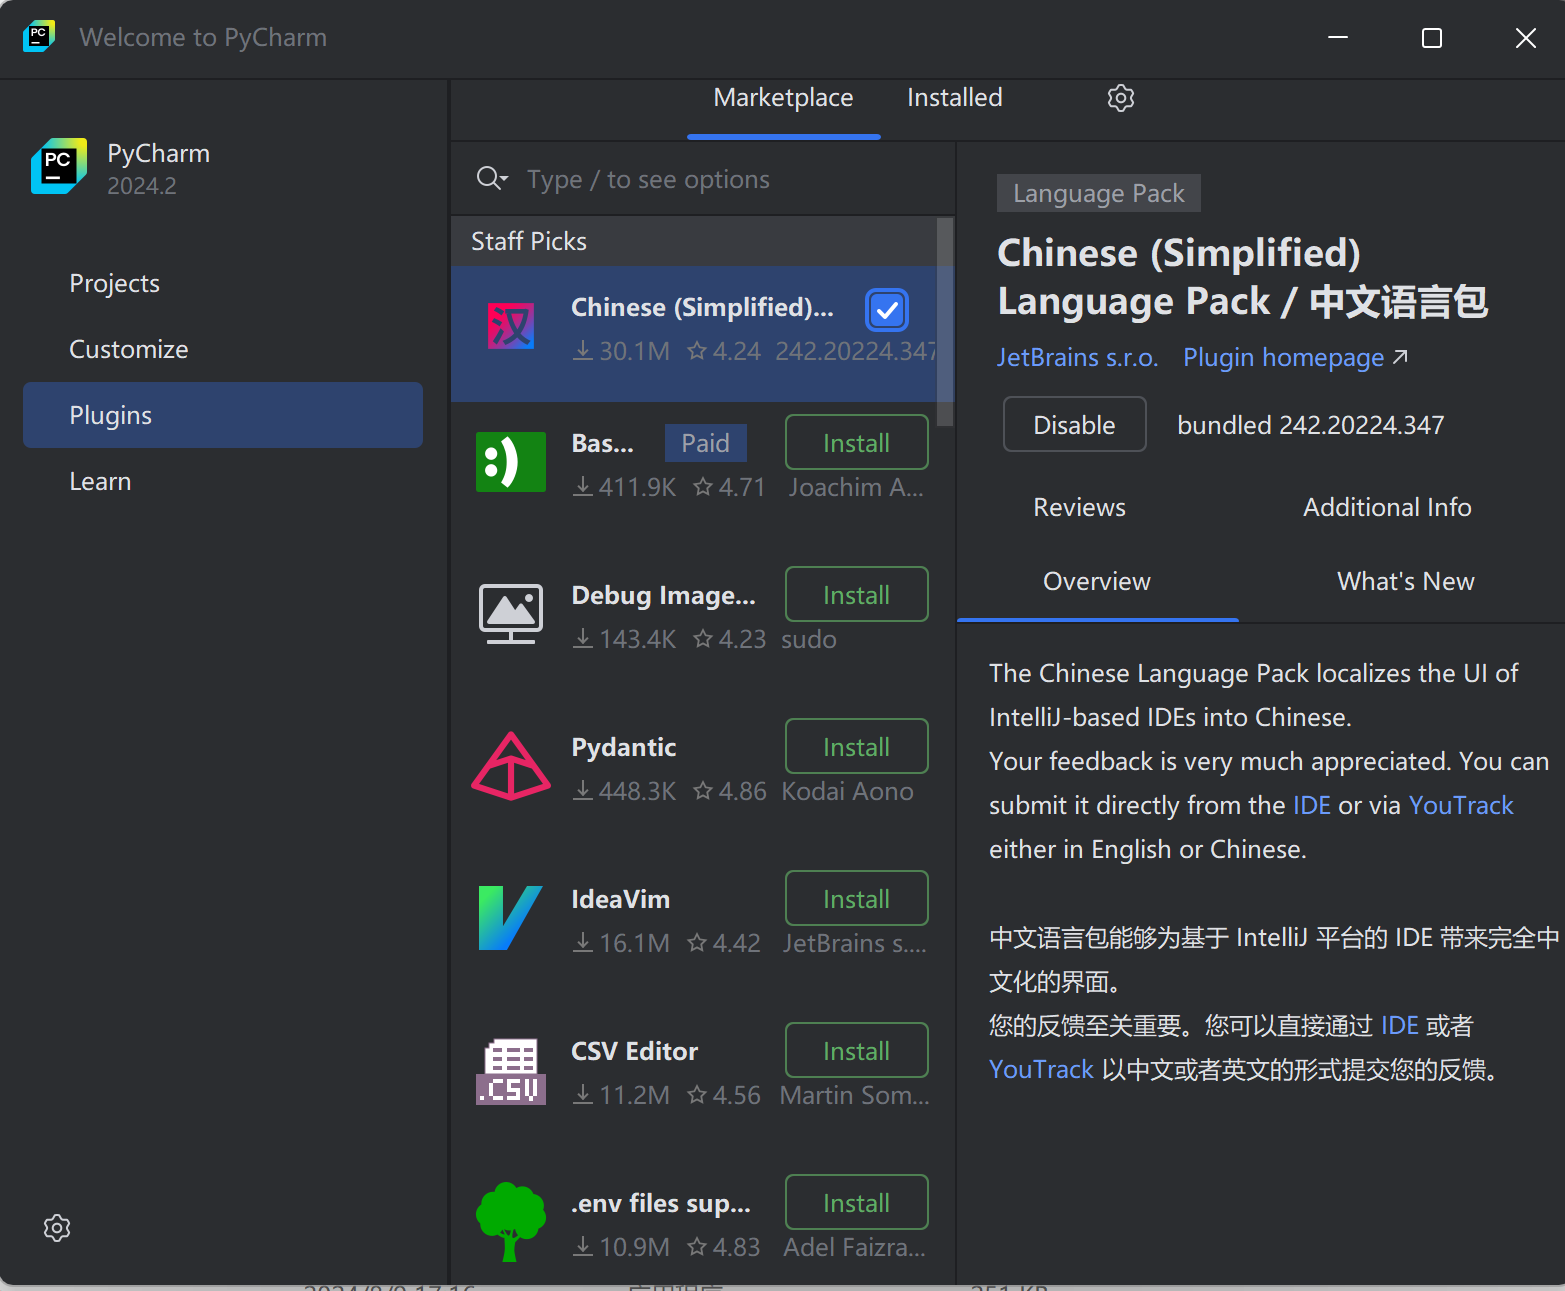 PC
Welcome to PyCharm
Marketplace
Installed
PC
PyCharm
2024.2
Projects
Customize
Plugins
Learn
Type / to see options
Staff Picks
汉
Chinese (Simplified)...
30.1M 4.24 242.20224.347
Bas... Paid Install
411.9K 4.71 Joachim A...
Debug Image... Install
143.4K 4.23 sudo
Pydantic Install
448.3K 4.86 Kodai Aono
IdeaVim Install
16.1M 4.42 JetBrains s....
CSV Editor Install
.CSV
11.2M 4.56 Martin Som...
.env files sup... Install
10.9M 4.83 Adel Faizra...
Language Pack
Chinese (Simplified)
Language Pack / 中文语言包
JetBrains s.r.o. Plugin homepage
Disable bundled 242.20224.347
Reviews Additional Info
Overview What's New
The Chinese Language Pack localizes the UI of
IntelliJ-based IDEs into Chinese.
Your feedback is very much appreciated. You can
submit it directly from the IDE or via YouTrack
either in English or Chinese.
中文语言包能够为基于 IntelliJ 平台的 IDE 带来完全中
文化的界面。
您的反馈至关重要。您可以直接通过 IDE 或者
YouTrack 以中文或者英文的形式提交您的反馈。